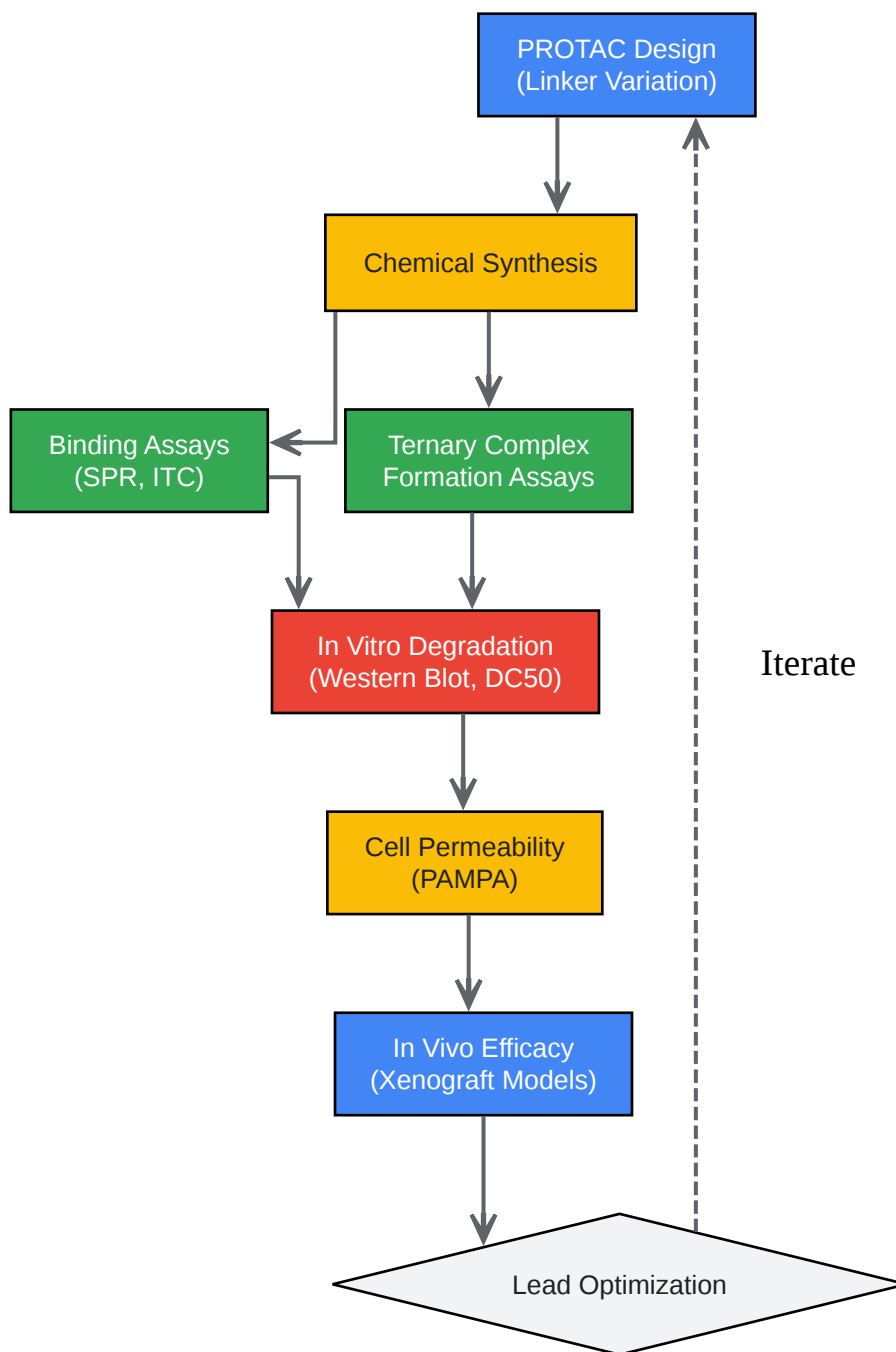 PROTAC Design
(Linker Variation)
Chemical Synthesis
Binding Assays
(SPR, ITC)
Ternary Complex
Formation Assays
In Vitro Degradation
(Western Blot, DC50)
Iterate
Cell Permeability
(PAMPA)
In Vivo Efficacy
(Xenograft Models)
Lead Optimization